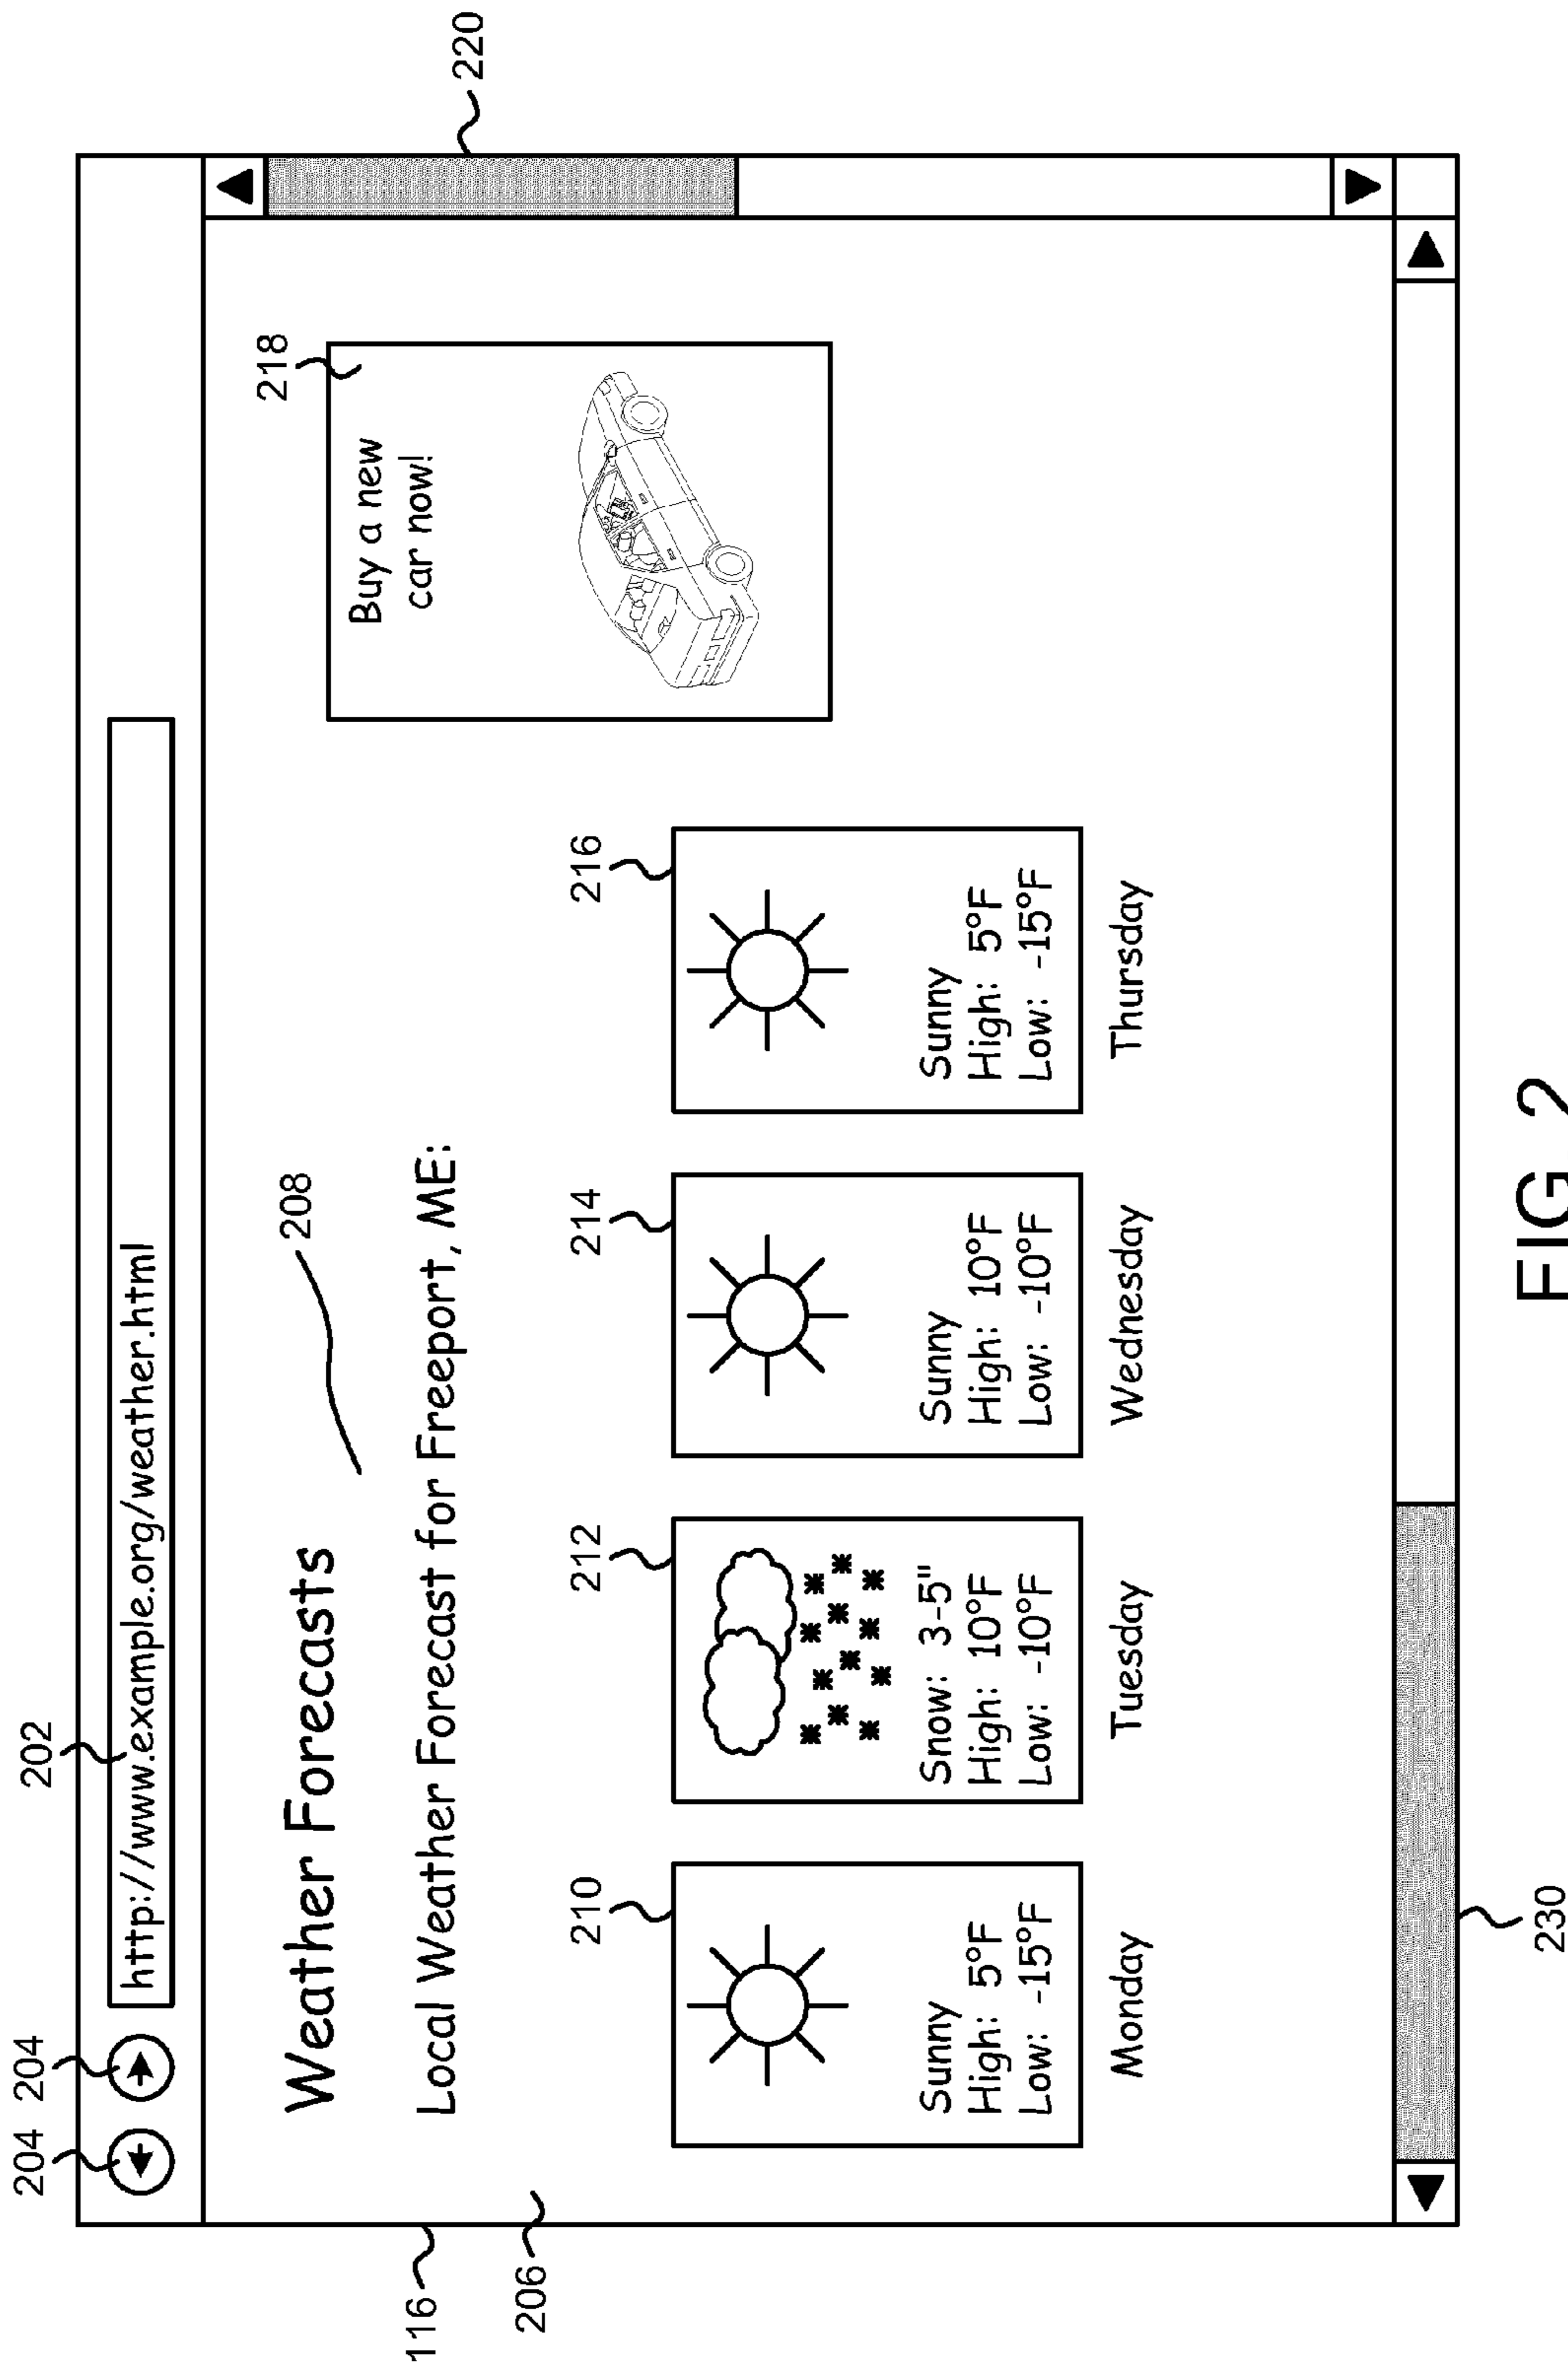 204
204
202
http://www.example.org/weather.html
116
206
Weather Forecasts
208
Local Weather Forecast for Freeport, ME:
218
Buy a new
car now!
220
210
Sunny
High: 5°F
Low: -15°F
Monday
212
Snow: 3-5"
High: 10°F
Low: -10°F
Tuesday
214
Sunny
High: 10°F
Low: -10°F
Wednesday
216
Sunny
High: 5°F
Low: -15°F
Thursday
230
FIG. 2